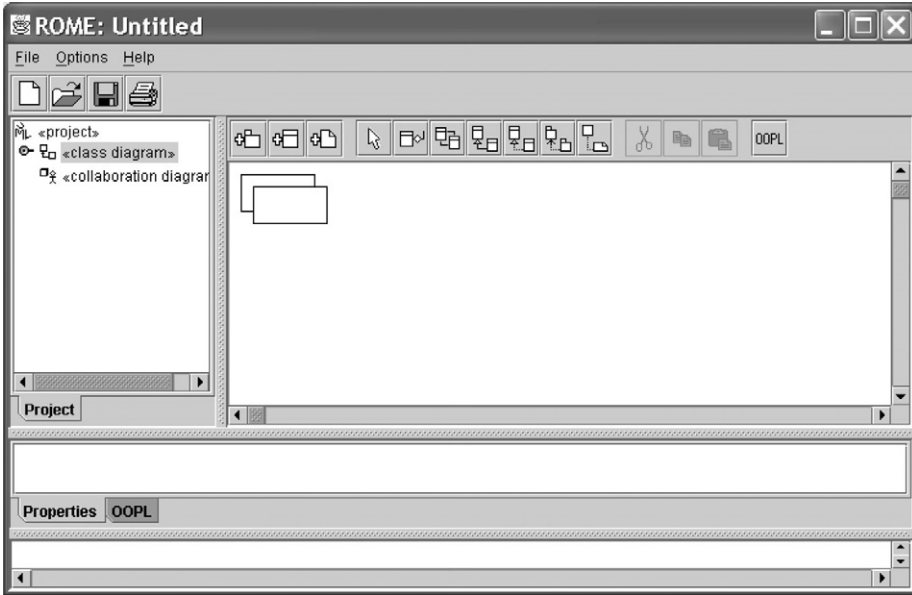 ROME: Untitled
File Options Help
«project»
«class diagram»
«collaboration diagrar
OOPL
Project
Properties OOPL